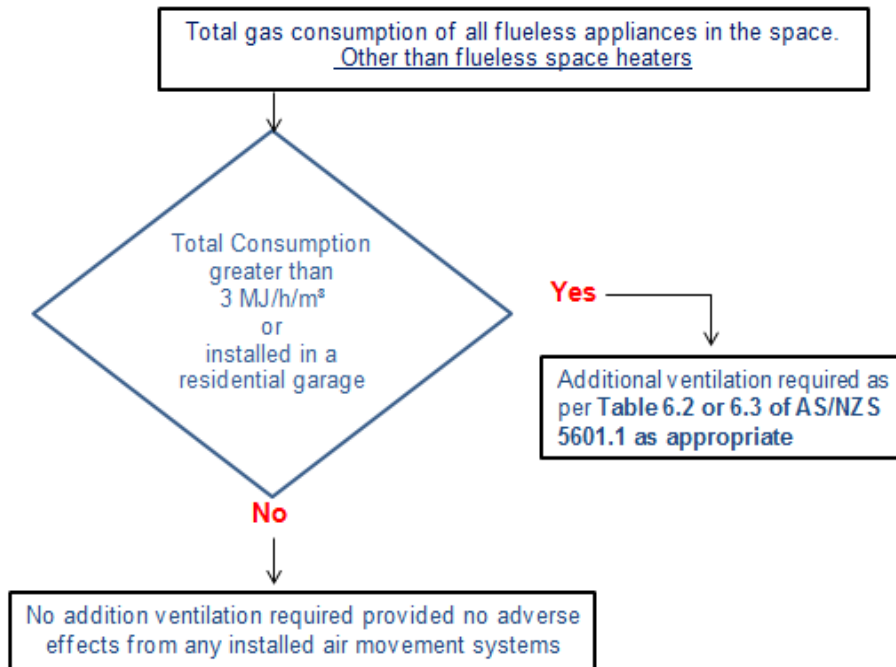 Total gas consumption of all flueless appliances in the space.
Other than flueless space heaters
Total Consumption
greater than
3 MJ/h/m³
or
installed in a
residential garage
Yes
Additional ventilation required as
per Table 6.2 or 6.3 of AS/NZS
5601.1 as appropriate
No
No addition ventilation required provided no adverse
effects from any installed air movement systems